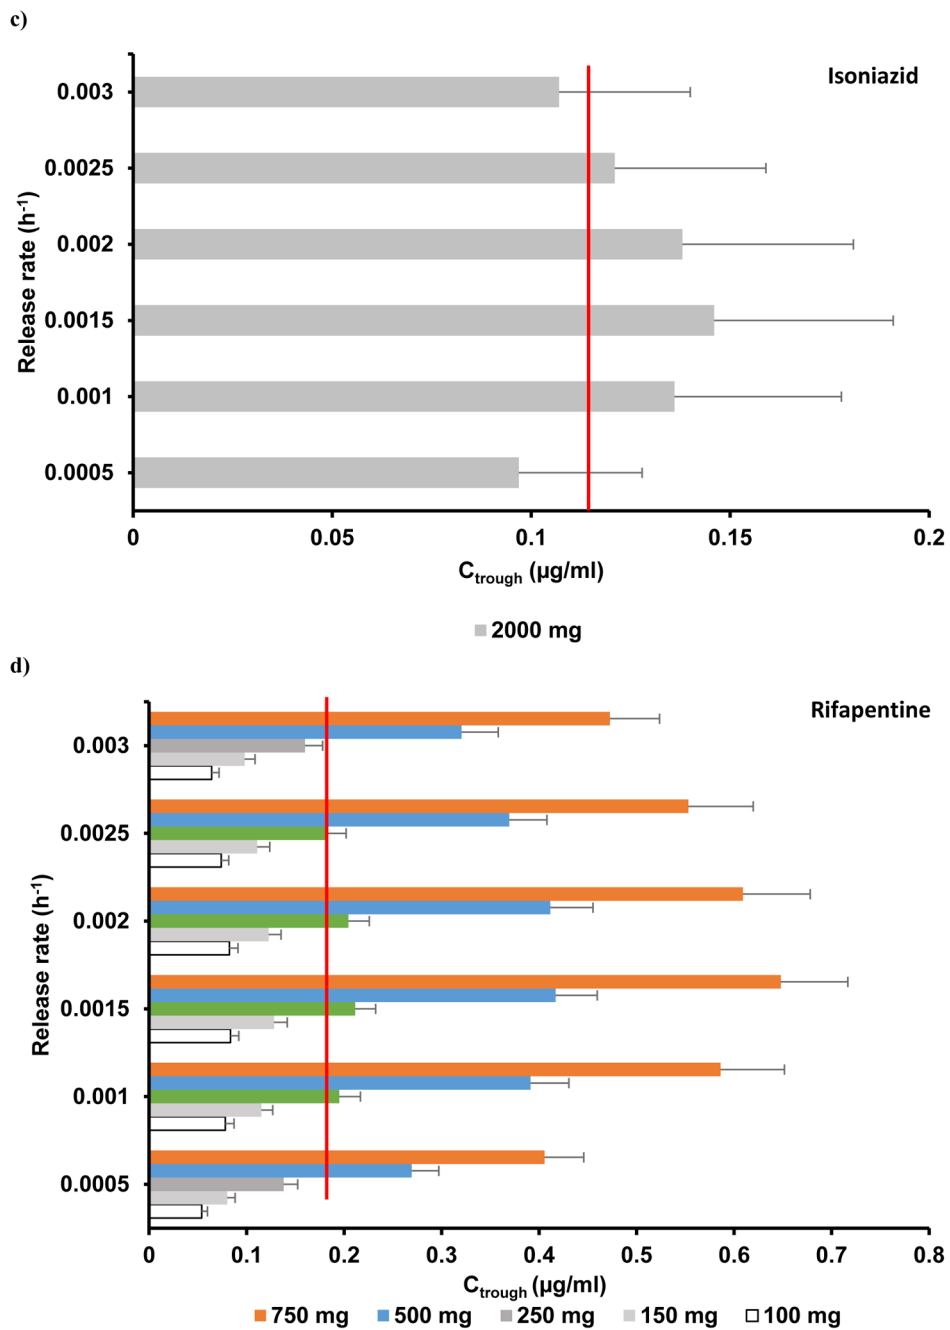 c)
Isoniazid
0.003
0.0025
0.002
0.0015
0.001
0.0005
Release rate (h-1)
0 0.05 0.1 0.15 0.2
Ctrough (µg/ml)
2000 mg
d)
Rifapentine
0.003
0.0025
0.002
0.0015
0.001
0.0005
Release rate (h-1)
0 0.1 0.2 0.3 0.4 0.5 0.6 0.7 0.8
Ctrough (µg/ml)
750 mg 500 mg 250 mg 150 mg 100 mg